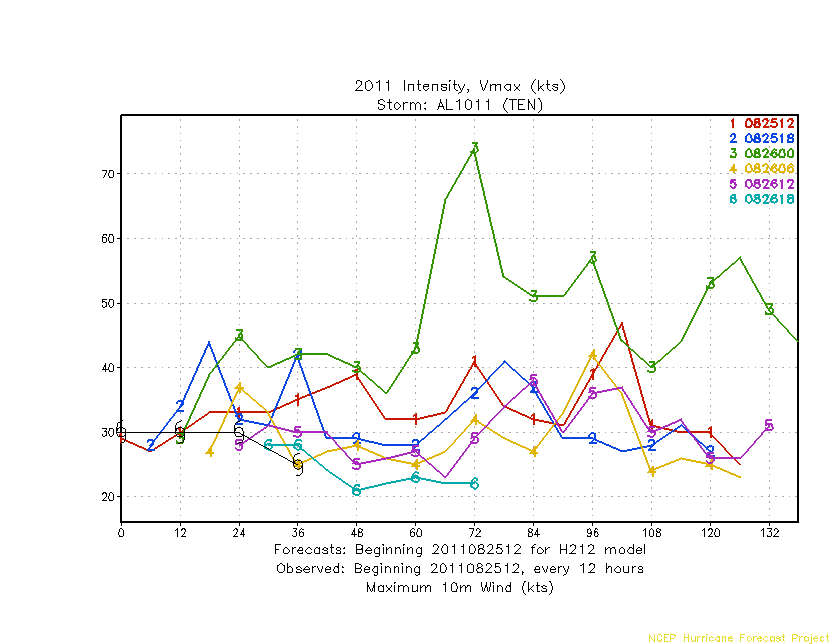 2011 Intensity, Vmax (kts)
Storm: AL1011 (TEN)
1 082512
2 082518
3 082600
4 082606
5 082612
6 082618
70
60
50
40
30
20
0 12 24 36 48 60 72 84 96 108 120 132
Forecasts: Beginning 2011082512 for H212 model
Observed: Beginning 2011082512, every 12 hours
Maximum 10m Wind (kts)
NCEP Hurricane Forecast Project